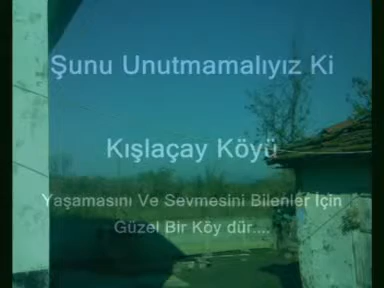 Şunu Unutmamalıyız Ki
Kışlaçay Köyü
Yaşamasını Ve Sevmesini Bilenler İçin
Güzel Bir Köy dür....